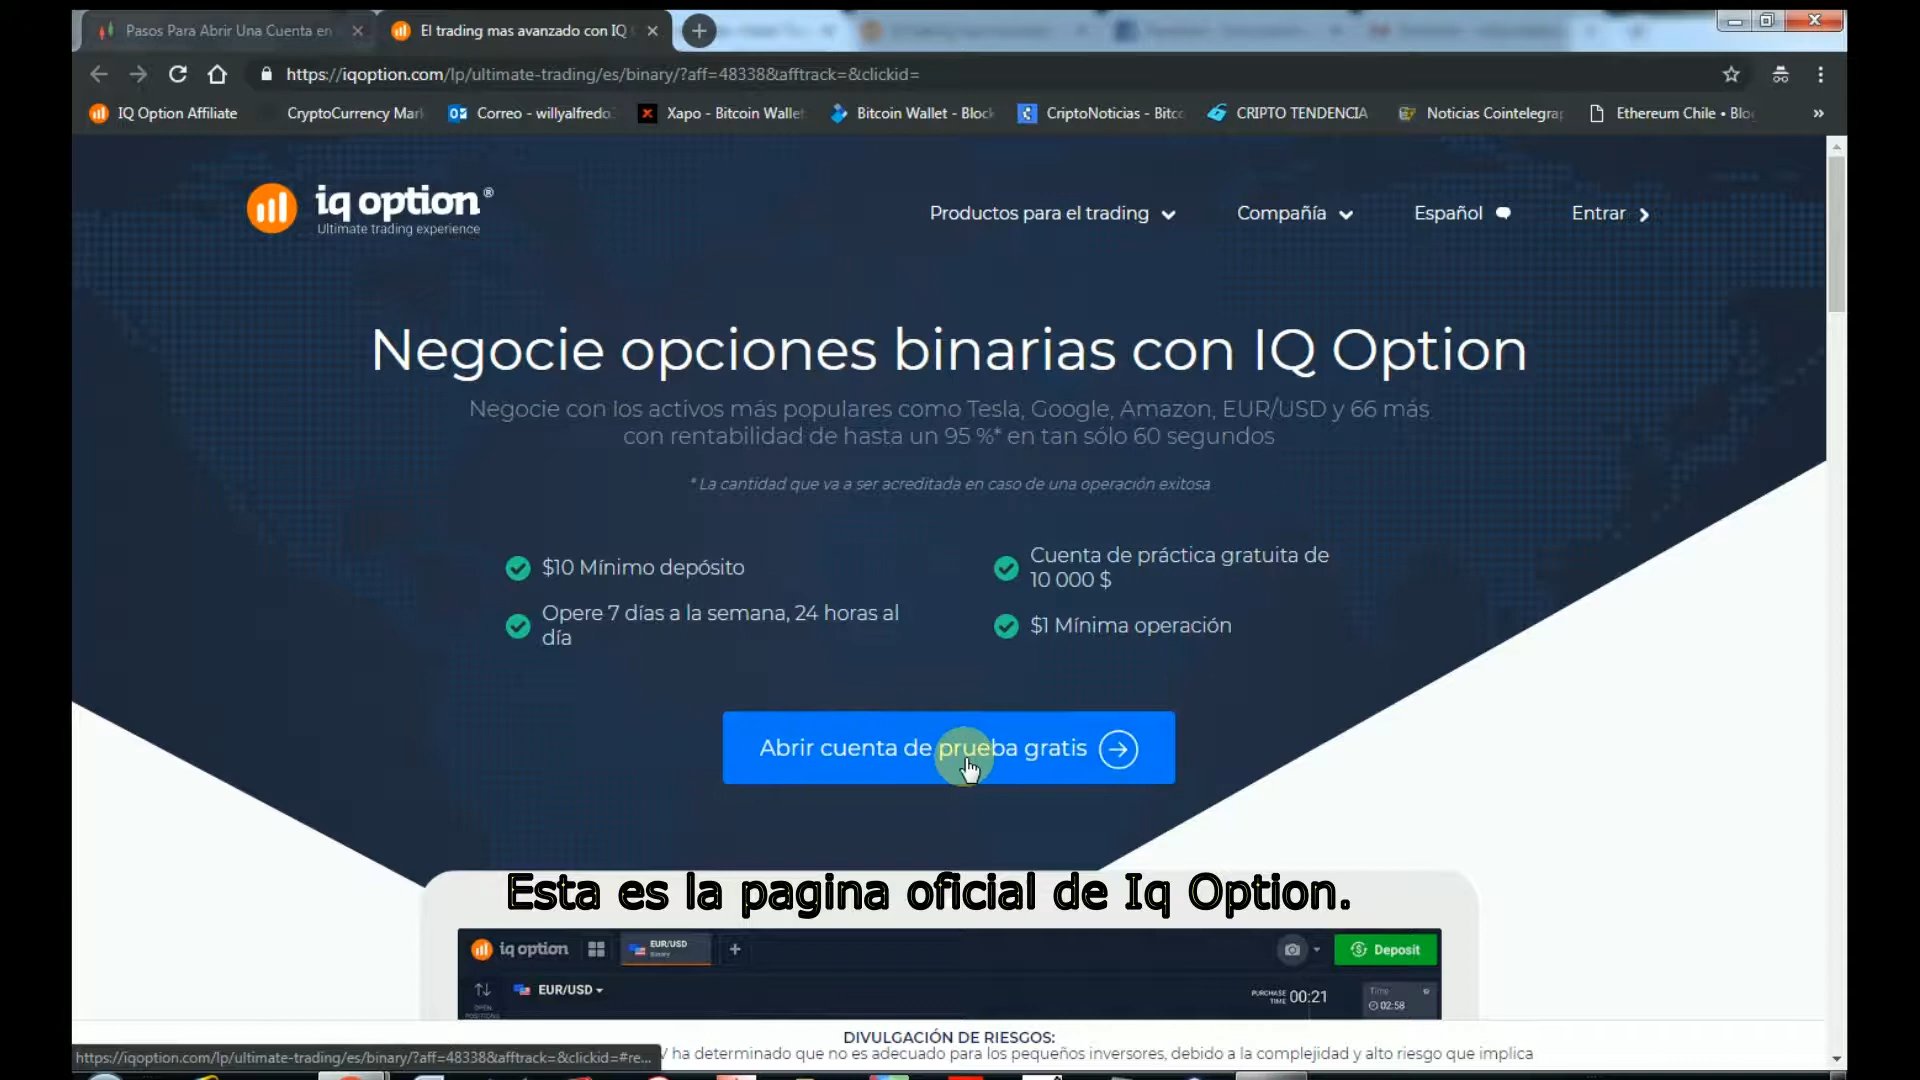 Pasos Para Abrir Una Cuenta en
El trading mas avanzado con IQ
https://iqoption.com/lp/ultimate-trading/es/binary/?aff=48338&afftrack=&clickid=
IQ Option Affiliate
CryptoCurrency Mar
Correo - willyalfredo
Xapo - Bitcoin Wallet
Bitcoin Wallet - Block
CriptoNoticias - Bitc
CRIPTO TENDENCIA
Noticias Cointelegra
Ethereum Chile • Blo
iq option®
Ultimate trading experience
Productos para el trading
Compañía
Español
Entrar
Negocie opciones binarias con IQ Option
Negocie con los activos más populares como Tesla, Google, Amazon, EUR/USD y 66 más
con rentabilidad de hasta un 95 %* en tan sólo 60 segundos
* La cantidad que va a ser acreditada en caso de una operación exitosa
$10 Mínimo depósito
Cuenta de práctica gratuita de
10 000 $
Opere 7 días a la semana, 24 horas al
día
$1 Mínima operación
Abrir cuenta de prueba gratis
Esta es la pagina oficial de Iq Option.
iq option
EUR/USD
Binary
Deposit
EUR/USD
OPEN
POSITIONS
PURCHASE
TIME 00:21
Time
02:58
DIVULGACIÓN DE RIESGOS:
ha determinado que no es adecuado para los pequeños inversores, debido a la complejidad y alto riesgo que implica
https://iqoption.com/lp/ultimate-trading/es/binary/?aff=48338&afftrack=&clickid=#re...